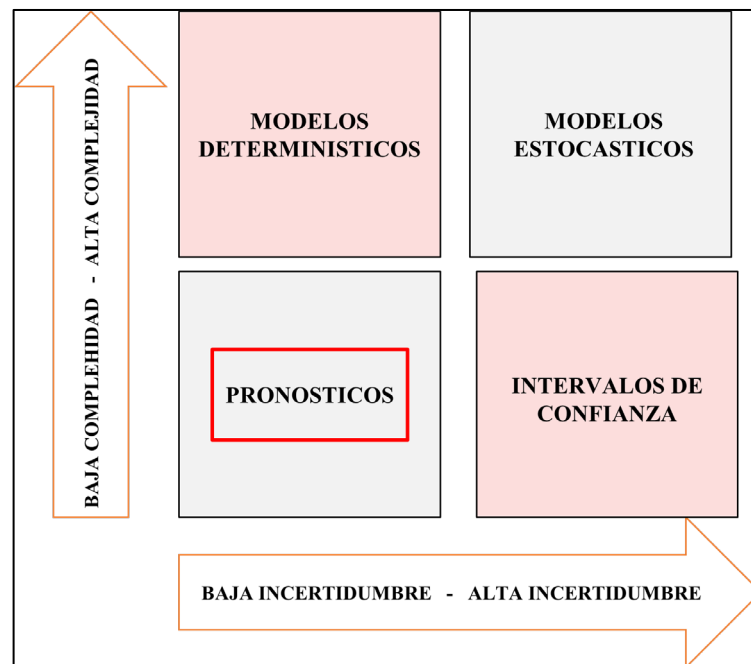 BAJA COMPLEHIDAD - ALTA COMPLEJIDAD
MODELOS
DETERMINISTICOS
MODELOS
ESTOCASTICOS
PRONOSTICOS
INTERVALOS DE
CONFIANZA
BAJA INCERTIDUMBRE - ALTA INCERTIDUMBRE